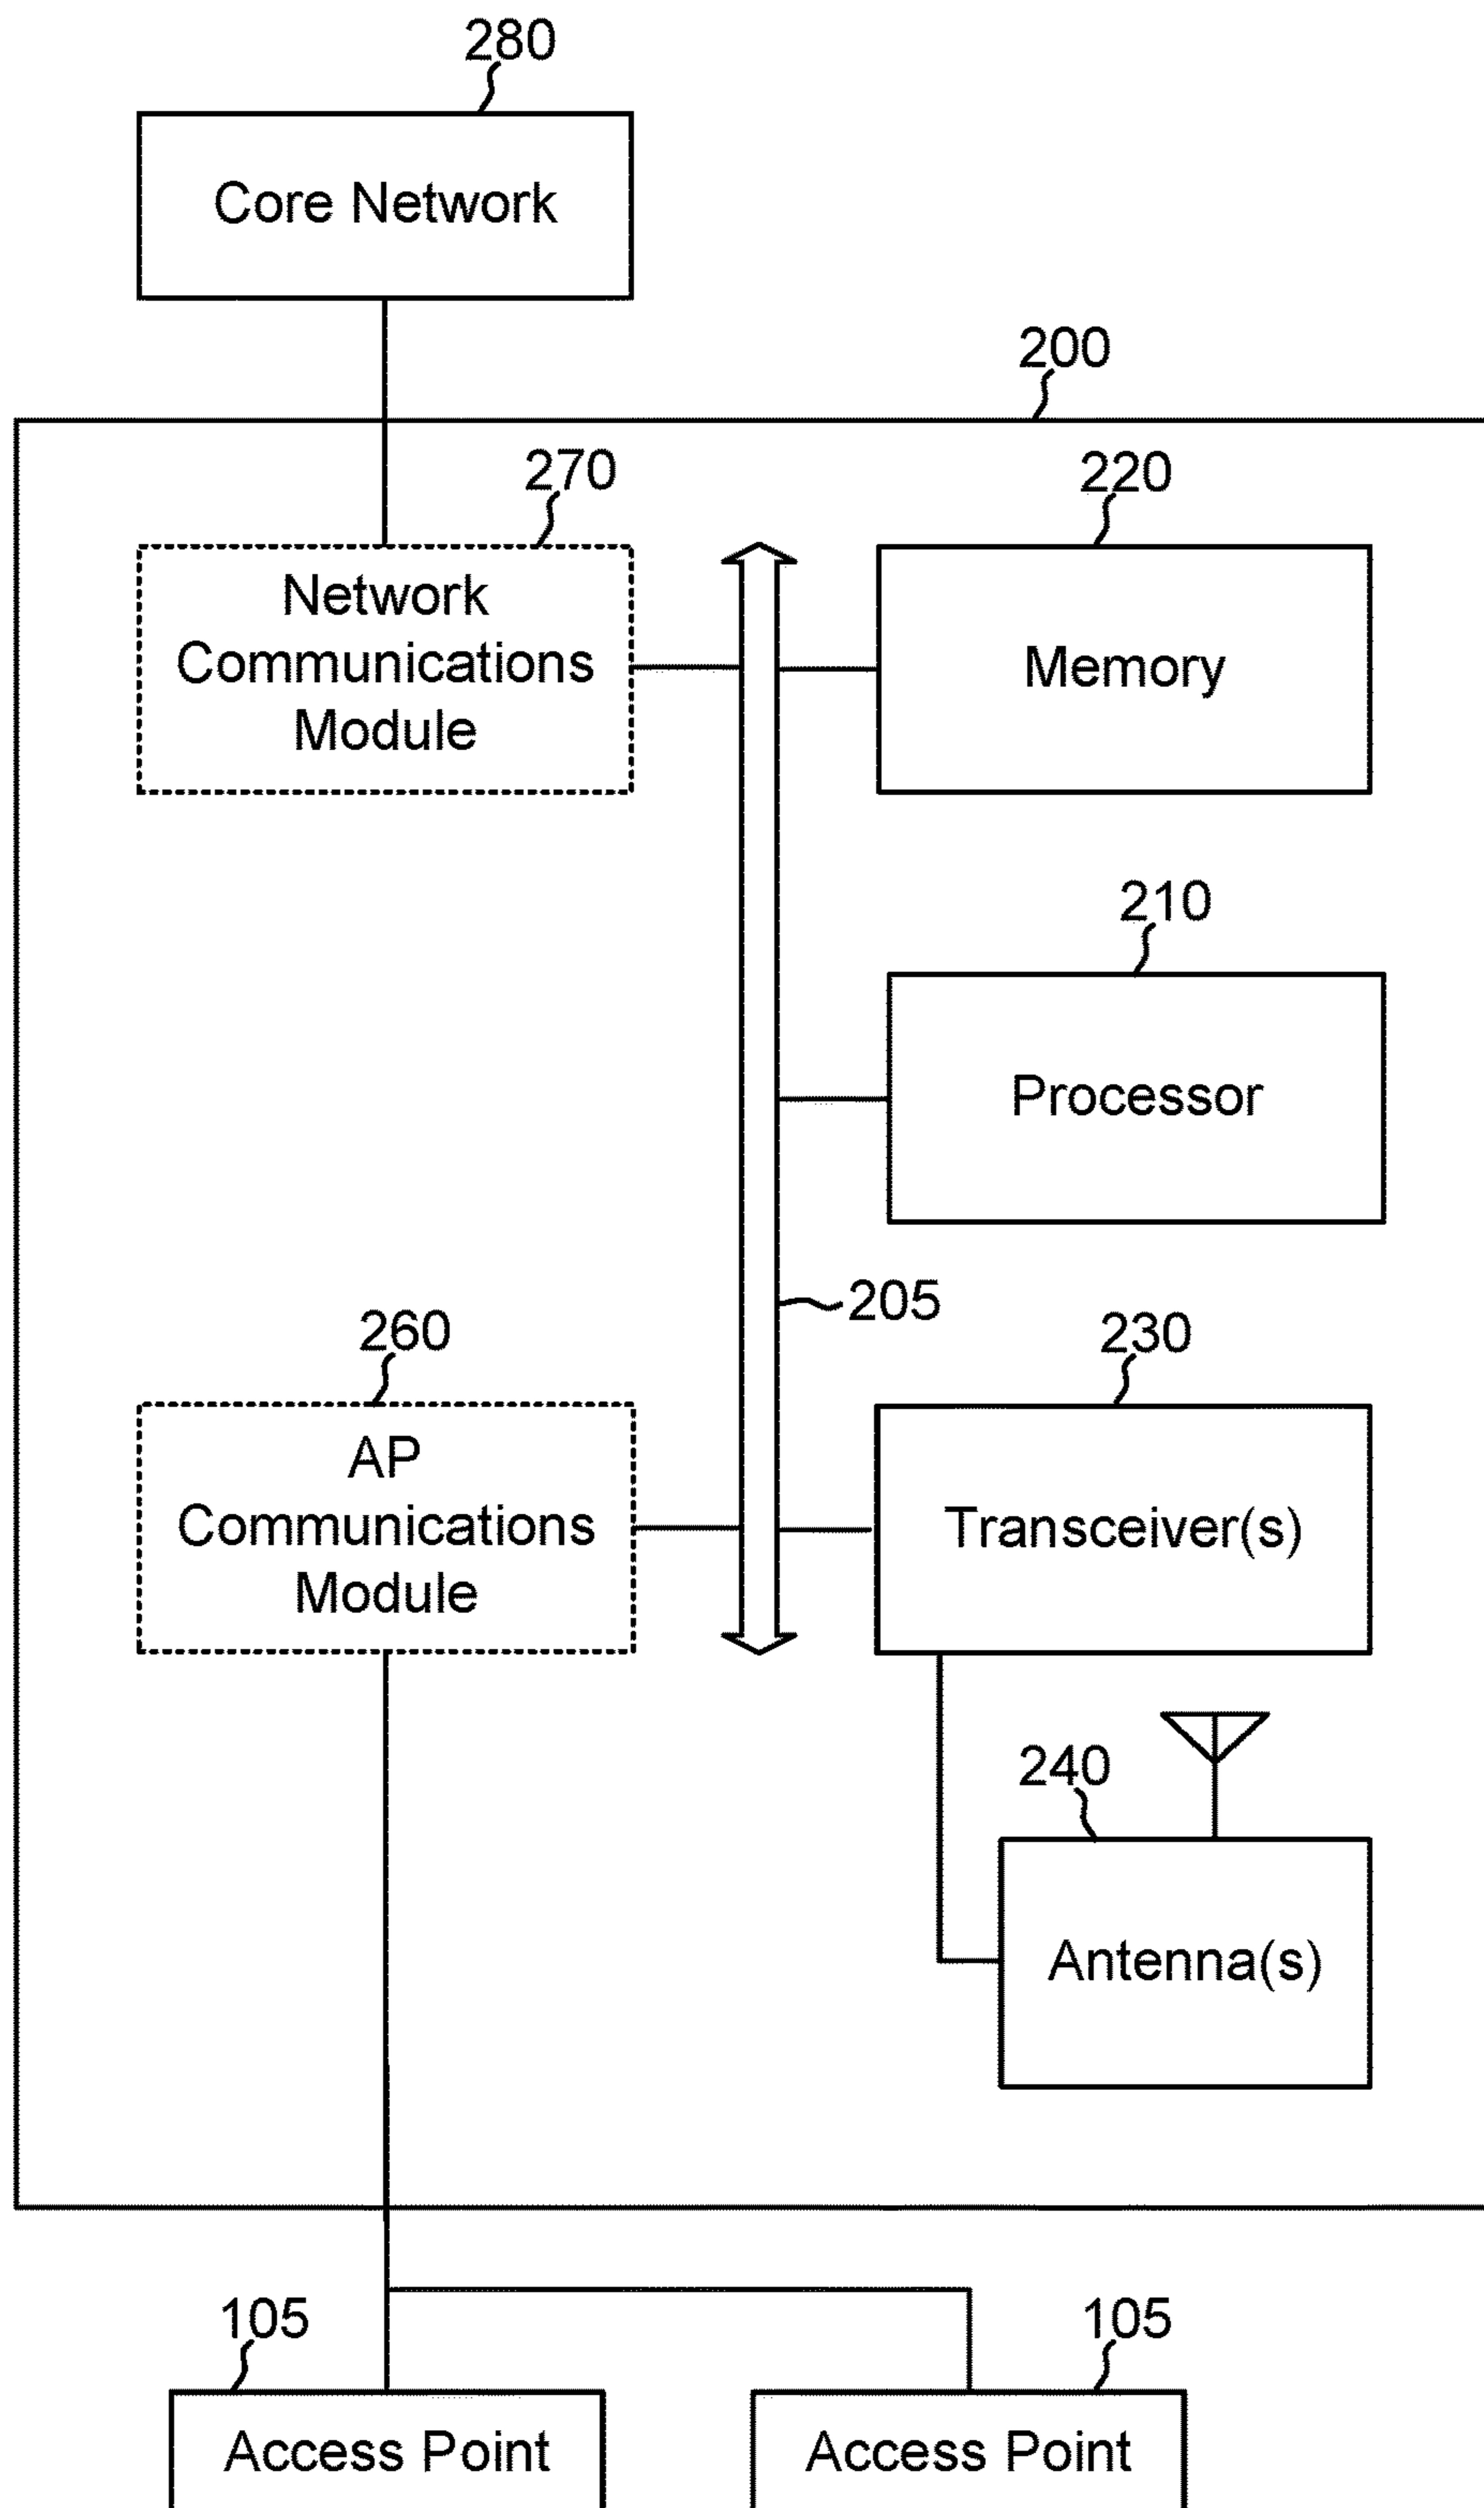 280
Core Network
200
270
220
Network
Communications
Module
Memory
210
Processor
205
260
230
AP
Communications
Module
Transceiver(s)
240
Antenna(s)
105
105
Access Point
Access Point